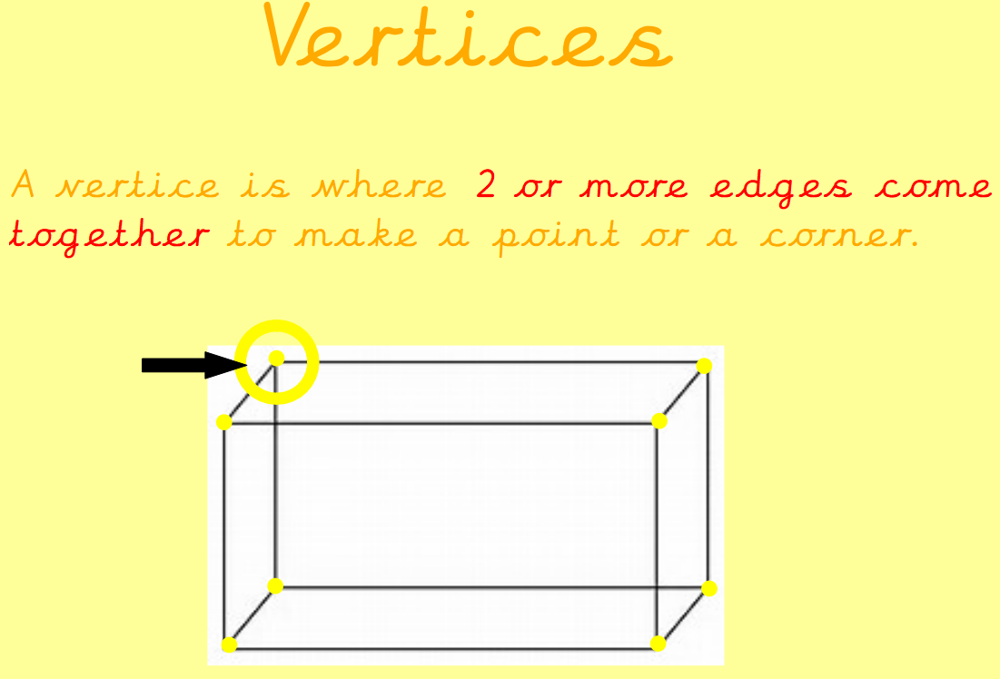 Vertices
A vertice is where 2 or more edges come
together to make a point or a corner.